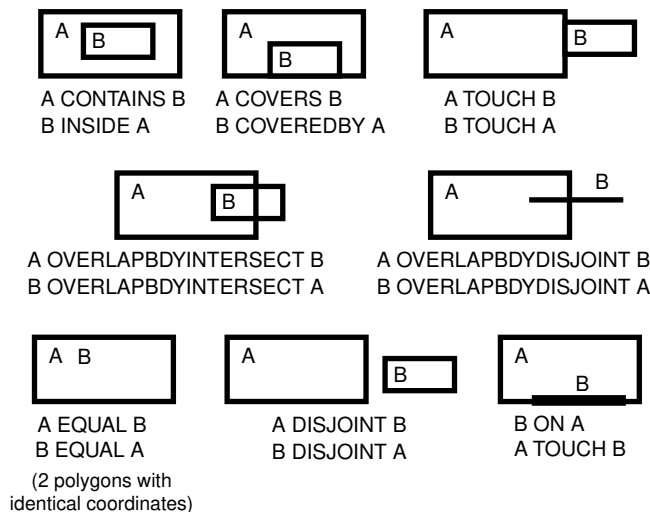 A B
A B
A B
A CONTAINS B
B INSIDE A
A COVERS B
B COVEREDBY A
A TOUCH B
B TOUCH A
A B
A B
A OVERLAPBDYINTERSECT B
B OVERLAPBDYINTERSECT A
A OVERLAPBDYDISJOINT B
B OVERLAPBDYDISJOINT A
A B
A B
A B
A EQUAL B
B EQUAL A
(2 polygons with
identical coordinates)
A DISJOINT B
B DISJOINT A
B ON A
A TOUCH B